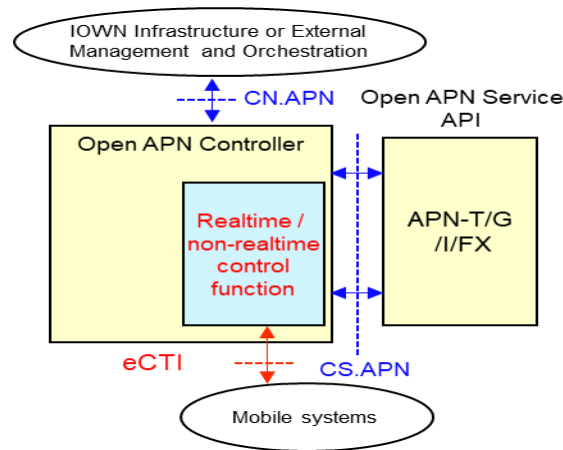 IOWN Infrastructure or External
Management and Orchestration
CN.APN
Open APN Service
API
Open APN Controller
Realtime /
non-realtime
control
function
APN-T/G
/I/FX
eCTI
CS.APN
Mobile systems